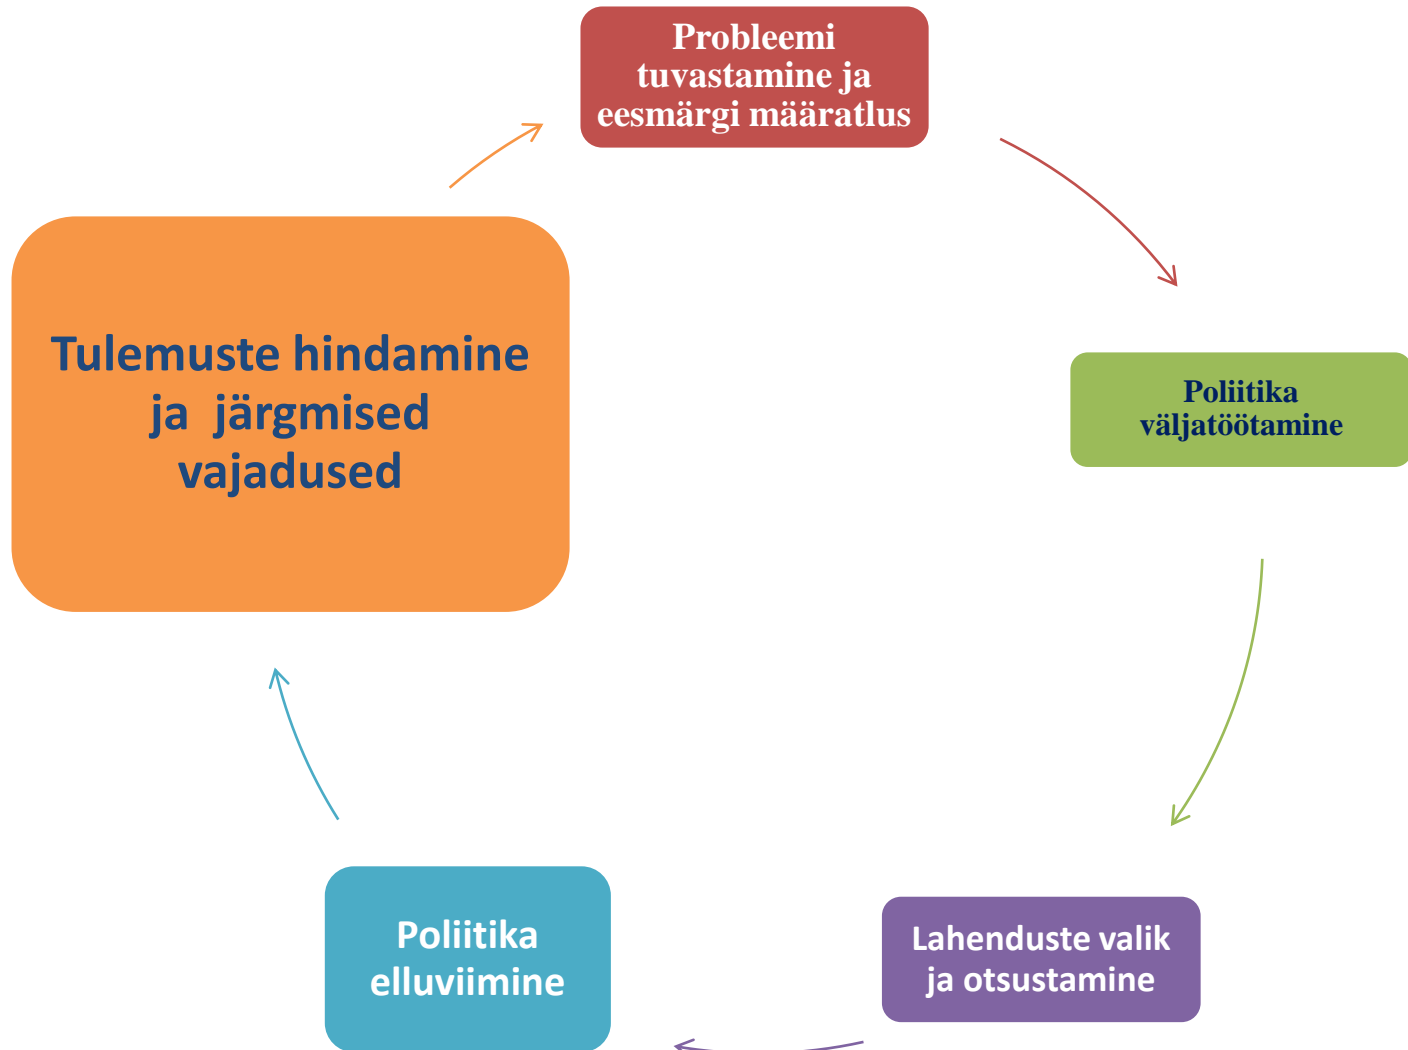 Probleemi
tuvastamine ja
eesmärgi määratlus
Poliitika
väljatöötamine
Lahenduste valik
ja otsustamine
Poliitika
elluviimine
Tulemuste hindamine
ja järgmised
vajadused